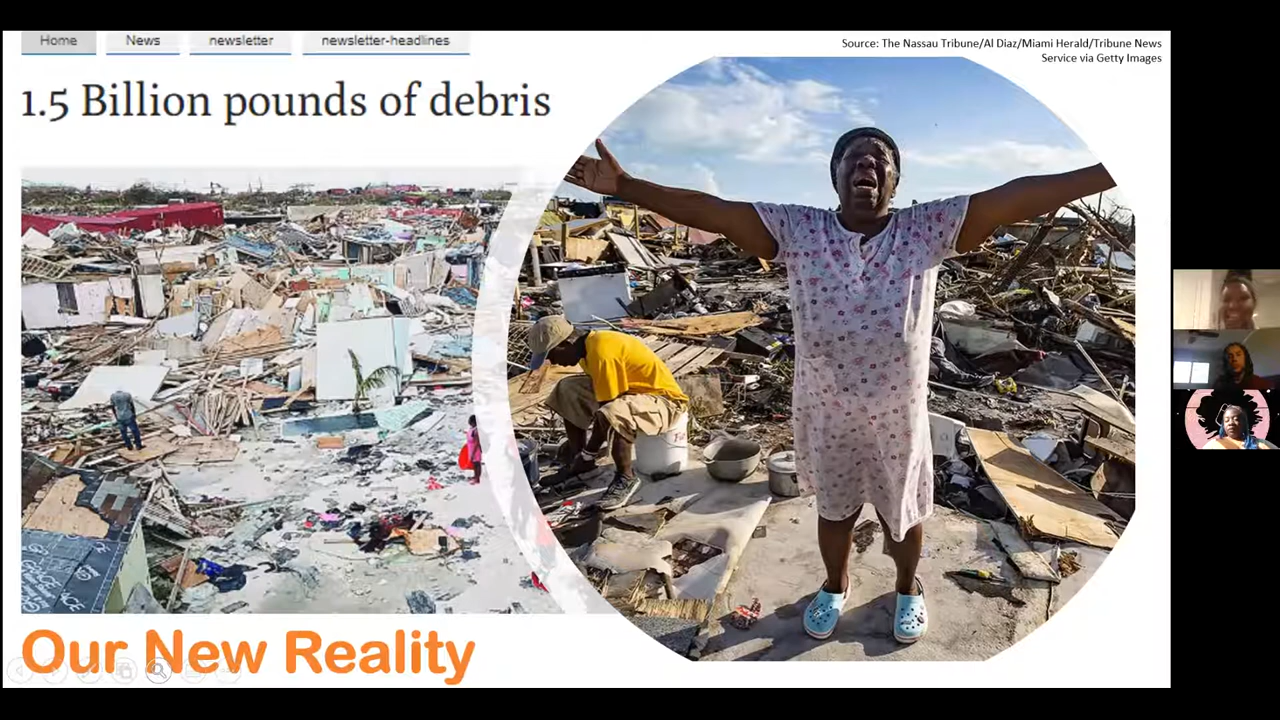 Home News newsletter newsletter-headlines
Source: The Nassau Tribune/Al Diaz/Miami Herald/Tribune News
Service via Getty Images
1.5 Billion pounds of debris
GRACE
Our New Reality